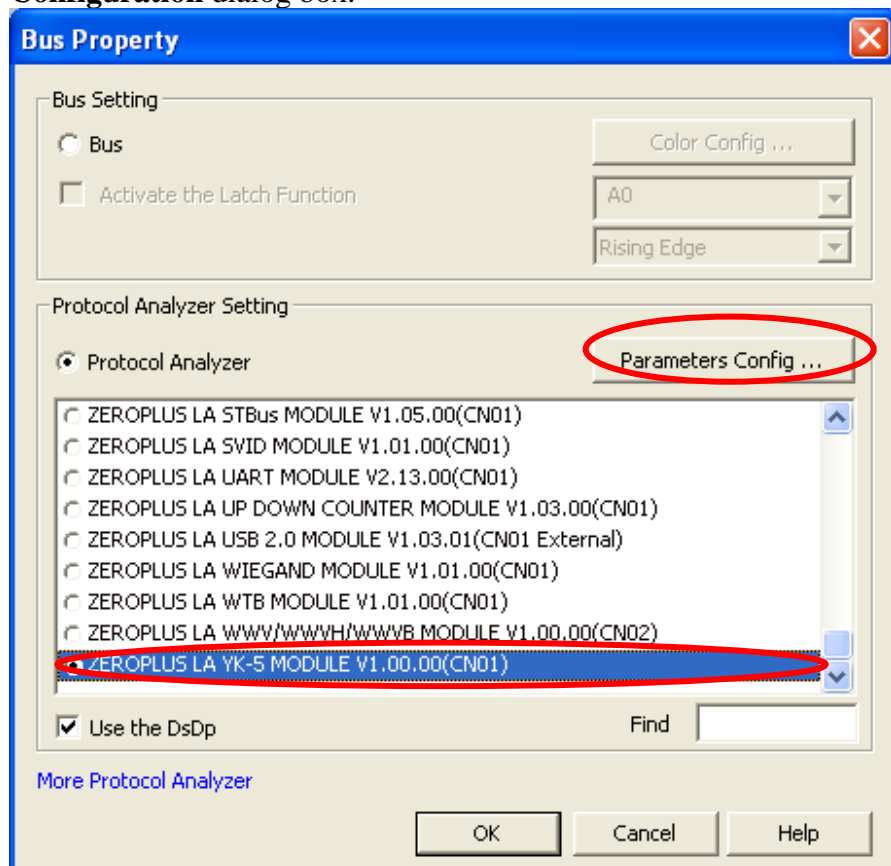 Configuration dialog box.
Bus Property
Bus Setting
Bus
Color Config ...
Activate the Latch Function
A0
Rising Edge
Protocol Analyzer Setting
Protocol Analyzer
Parameters Config ...
ZEROPLUS LA STBus MODULE V1.05.00(CN01)
ZEROPLUS LA SVID MODULE V1.01.00(CN01)
ZEROPLUS LA UART MODULE V2.13.00(CN01)
ZEROPLUS LA UP DOWN COUNTER MODULE V1.03.00(CN01)
ZEROPLUS LA USB 2.0 MODULE V1.03.01(CN01 External)
ZEROPLUS LA WIEGAND MODULE V1.01.00(CN01)
ZEROPLUS LA WTB MODULE V1.01.00(CN01)
ZEROPLUS LA WWV/WWVH/WWVB MODULE V1.00.00(CN02)
ZEROPLUS LA YK-5 MODULE V1.00.00(CN01)
Use the DsDp
Find
More Protocol Analyzer
OK
Cancel
Help